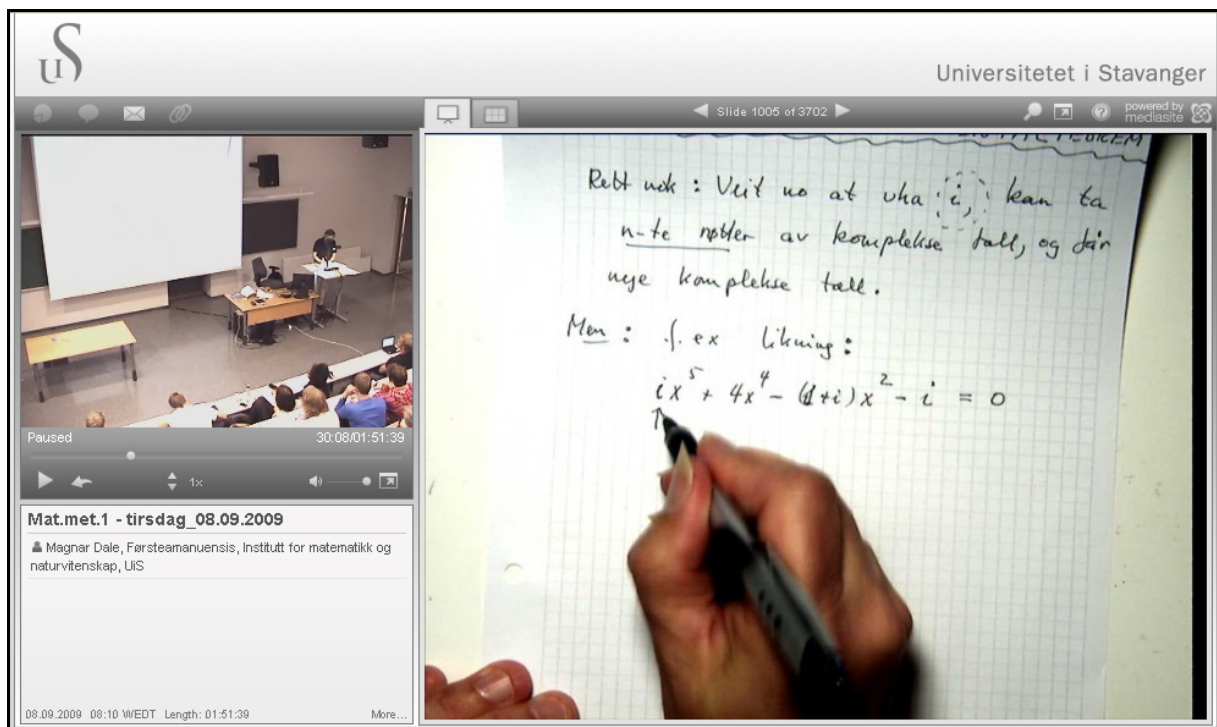 uS
Universitetet i Stavanger
Slide 1005 of 3702
powered by
mediasite
Paused
30:08/01:51:39
1x
Mat.met.1 - tirsdag_08.09.2009
Magnar Dale, Førsteamanuensis, Institutt for matematikk og
naturvitenskap, UiS
08.09.2009 08:10 WEDT Length: 01:51:39
More...
Rett nok : Veit no at vha i, kan ta
n-te røtter av komplekse tall, og får
nye komplekse tall.
Men : f. ex likning :
ix⁵ + 4x⁴ - (1+i)x² - i = 0